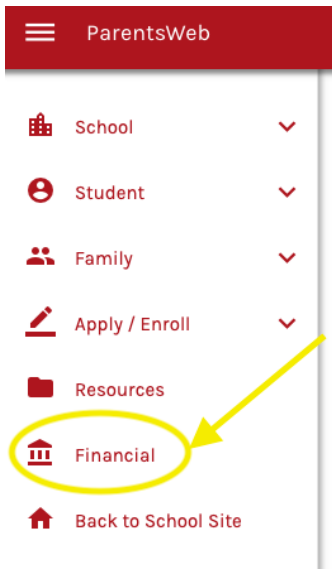 ParentsWeb
School
Student
Family
Apply / Enroll
Resources
Financial
Back to School Site